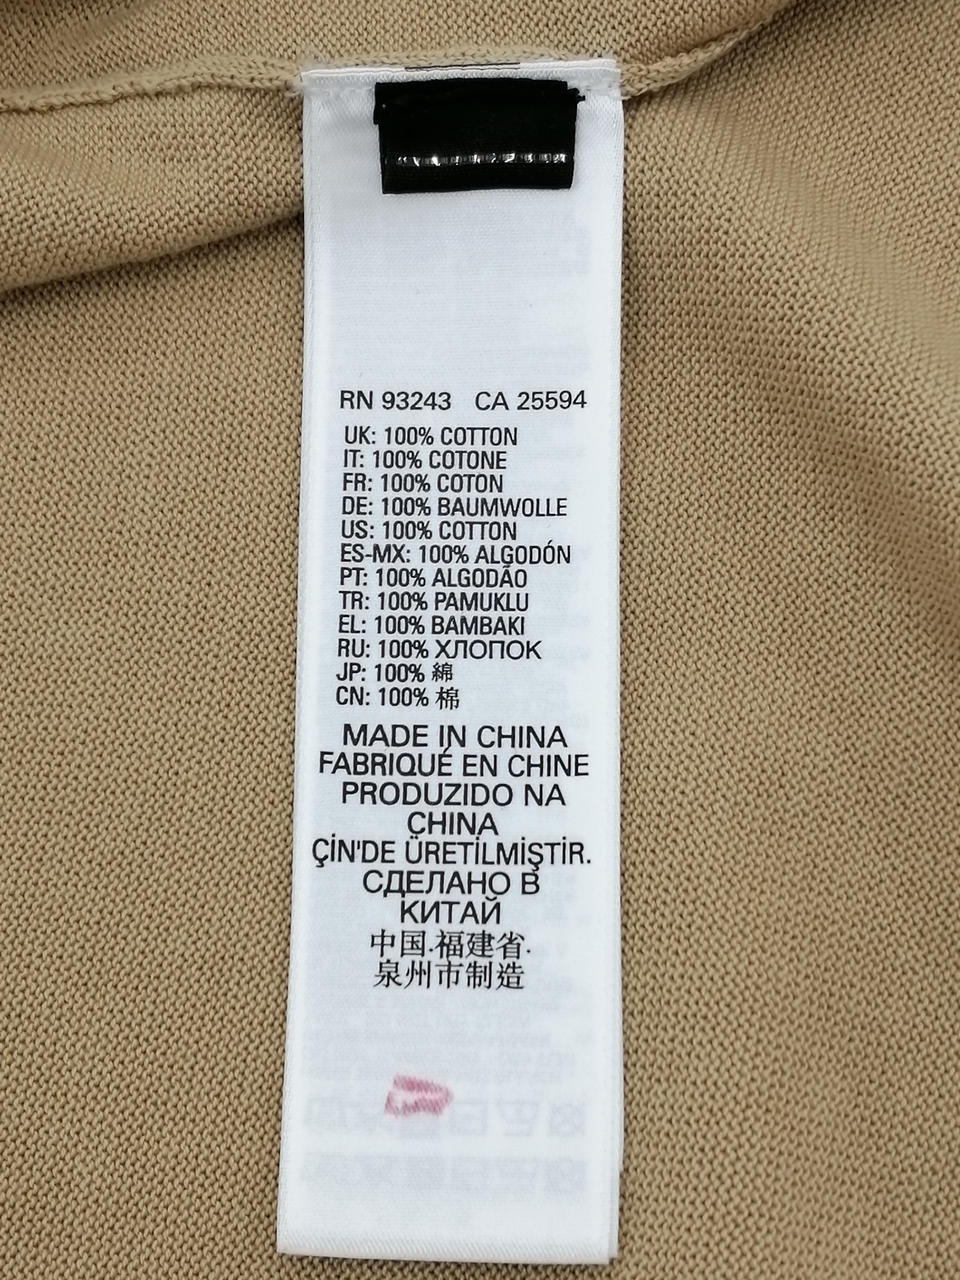 RN 93243 CA 25594
UK: 100% COTTON
IT: 100% COTONE
FR: 100% COTON
DE: 100% BAUMWOLLE
US: 100% COTTON
ES-MX: 100% ALGODÓN
PT: 100% ALGODÃO
TR: 100% PAMUKLU
EL: 100% BAMBAKI
RU: 100% ХЛОПОК
JP: 100% 綿
CN: 100% 棉
MADE IN CHINA
FABRIQUÉ EN CHINE
PRODUZIDO NA
CHINA
ÇİN'DE ÜRETİLMİŞTİR.
СДЕЛАНО В
КИТАЙ
中国.福建省.
泉州市制造